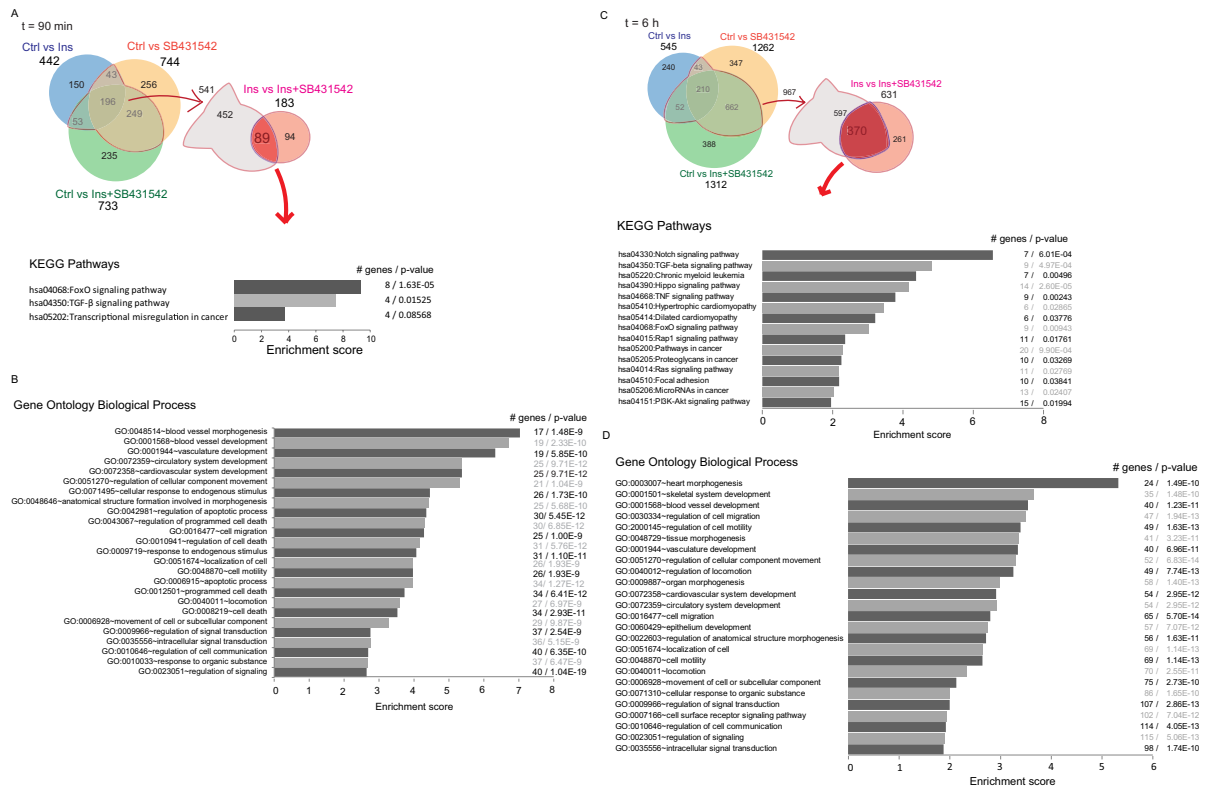 A
t = 90 min
Ctrl vs Ins
442
Ctrl vs SB431542
744
43
150
256
196
249
53
235
Ctrl vs Ins+SB431542
733
541
Ins vs Ins+SB431542
183
452
89
94
KEGG Pathways
# genes / p-value
hsa04068:FoxO signaling pathway 8 / 1.63E-05
hsa04350:TGF-β signaling pathway 4 / 0.01525
hsa05202:Transcriptional misregulation in cancer 4 / 0.08568
0 2 4 6 8 10
Enrichment score
B
Gene Ontology Biological Process
# genes / p-value
GO:0048514~blood vessel morphogenesis 17 / 1.48E-9
GO:0001568~blood vessel development 19 / 2.33E-10
GO:0001944~vasculature development 19 / 5.85E-10
GO:0072359~circulatory system development 25 / 9.71E-12
GO:0072358~cardiovascular system development 25 / 9.71E-12
GO:0051270~regulation of cellular component movement 21 / 1.04E-9
GO:0071495~cellular response to endogenous stimulus 26 / 1.73E-10
GO:0048646~anatomical structure formation involved in morphogenesis 25 / 5.68E-10
GO:0042981~regulation of apoptotic process 30/ 5.45E-12
GO:0043067~regulation of programmed cell death 30/ 6.85E-12
GO:0016477~cell migration 25 / 1.00E-9
GO:0010941~regulation of cell death 31 / 5.76E-12
GO:0009719~response to endogenous stimulus 31 / 1.10E-11
GO:0051674~localization of cell 26 / 1.93E-9
GO:0048870~cell motility 26/ 1.93E-9
GO:0006915~apoptotic process 34/ 1.27E-12
GO:0012501~programmed cell death 34 / 6.41E-12
GO:0040011~locomotion 27 / 6.97E-9
GO:0008219~cell death 34 / 2.93E-11
GO:0006928~movement of cell or subcellular component 29 / 9.87E-9
GO:0009966~regulation of signal transduction 37 / 2.54E-9
GO:0035556~intracellular signal transduction 36/ 5.15E-9
GO:0010646~regulation of cell communication 40 / 6.35E-10
GO:0010033~response to organic substance 37 / 6.47E-9
GO:0023051~regulation of signaling 40 / 1.04E-19
0 1 2 3 4 5 6 7 8
Enrichment score
C
t = 6 h
Ctrl vs Ins
545
Ctrl vs SB431542
1262
43
240
347
210
662
52
388
Ctrl vs Ins+SB431542
1312
967
Ins vs Ins+SB431542
631
597
370
261
KEGG Pathways
# genes / p-value
hsa04330:Notch signaling pathway 7 / 6.01E-04
hsa04350:TGF-beta signaling pathway 9 / 4.97E-04
hsa05220:Chronic myeloid leukemia 7 / 0.00496
hsa04390:Hippo signaling pathway 14 / 2.60E-05
hsa04668:TNF signaling pathway 9 / 0.00243
hsa05410:Hypertrophic cardiomyopathy 6 / 0.02865
hsa05414:Dilated cardiomyopathy 6 / 0.03776
hsa04068:FoxO signaling pathway 9 / 0.00943
hsa04015:Rap1 signaling pathway 11 / 0.01761
hsa05200:Pathways in cancer 20 / 9.90E-04
hsa05205:Proteoglycans in cancer 10 / 0.03269
hsa04014:Ras signaling pathway 11 / 0.02769
hsa04510:Focal adhesion 10 / 0.03841
hsa05206:MicroRNAs in cancer 13 / 0.02407
hsa04151:PI3K-Akt signaling pathway 15 / 0.01994
0 2 4 6 8
Enrichment score
D
Gene Ontology Biological Process
# genes / p-value
GO:0003007~heart morphogenesis 24 / 1.49E-10
GO:0001501~skeletal system development 35 / 1.48E-10
GO:0001568~blood vessel development 40 / 1.23E-11
GO:0030334~regulation of cell migration 47 / 1.94E-13
GO:2000145~regulation of cell motility 49 / 1.63E-13
GO:0048729~tissue morphogenesis 41 / 3.23E-11
GO:0001944~vasculature development 40 / 6.96E-11
GO:0051270~regulation of cellular component movement 52 / 6.83E-14
GO:0040012~regulation of locomotion 49 / 7.74E-13
GO:0009887~organ morphogenesis 58 / 1.40E-13
GO:0072358~cardiovascular system development 54 / 2.95E-12
GO:0072359~circulatory system development 54 / 2.95E-12
GO:0016477~cell migration 65 / 5.70E-14
GO:0060429~epithelium development 57 / 7.07E-12
GO:0022603~regulation of anatomical structure morphogenesis 56 / 1.63E-11
GO:0051674~localization of cell 69 / 1.14E-13
GO:0048870~cell motility 69 / 1.14E-13
GO:0040011~locomotion 70 / 2.55E-11
GO:0006928~movement of cell or subcellular component 75 / 2.73E-10
GO:0071310~cellular response to organic substance 86 / 1.65E-10
GO:0009966~regulation of signal transduction 107 / 2.86E-13
GO:0007166~cell surface receptor signaling pathway 102 / 7.04E-12
GO:0010646~regulation of cell communication 114 / 4.05E-13
GO:0023051~regulation of signaling 115 / 5.06E-13
GO:0035556~intracellular signal transduction 98 / 1.74E-10
0 1 2 3 4 5 6
Enrichment score